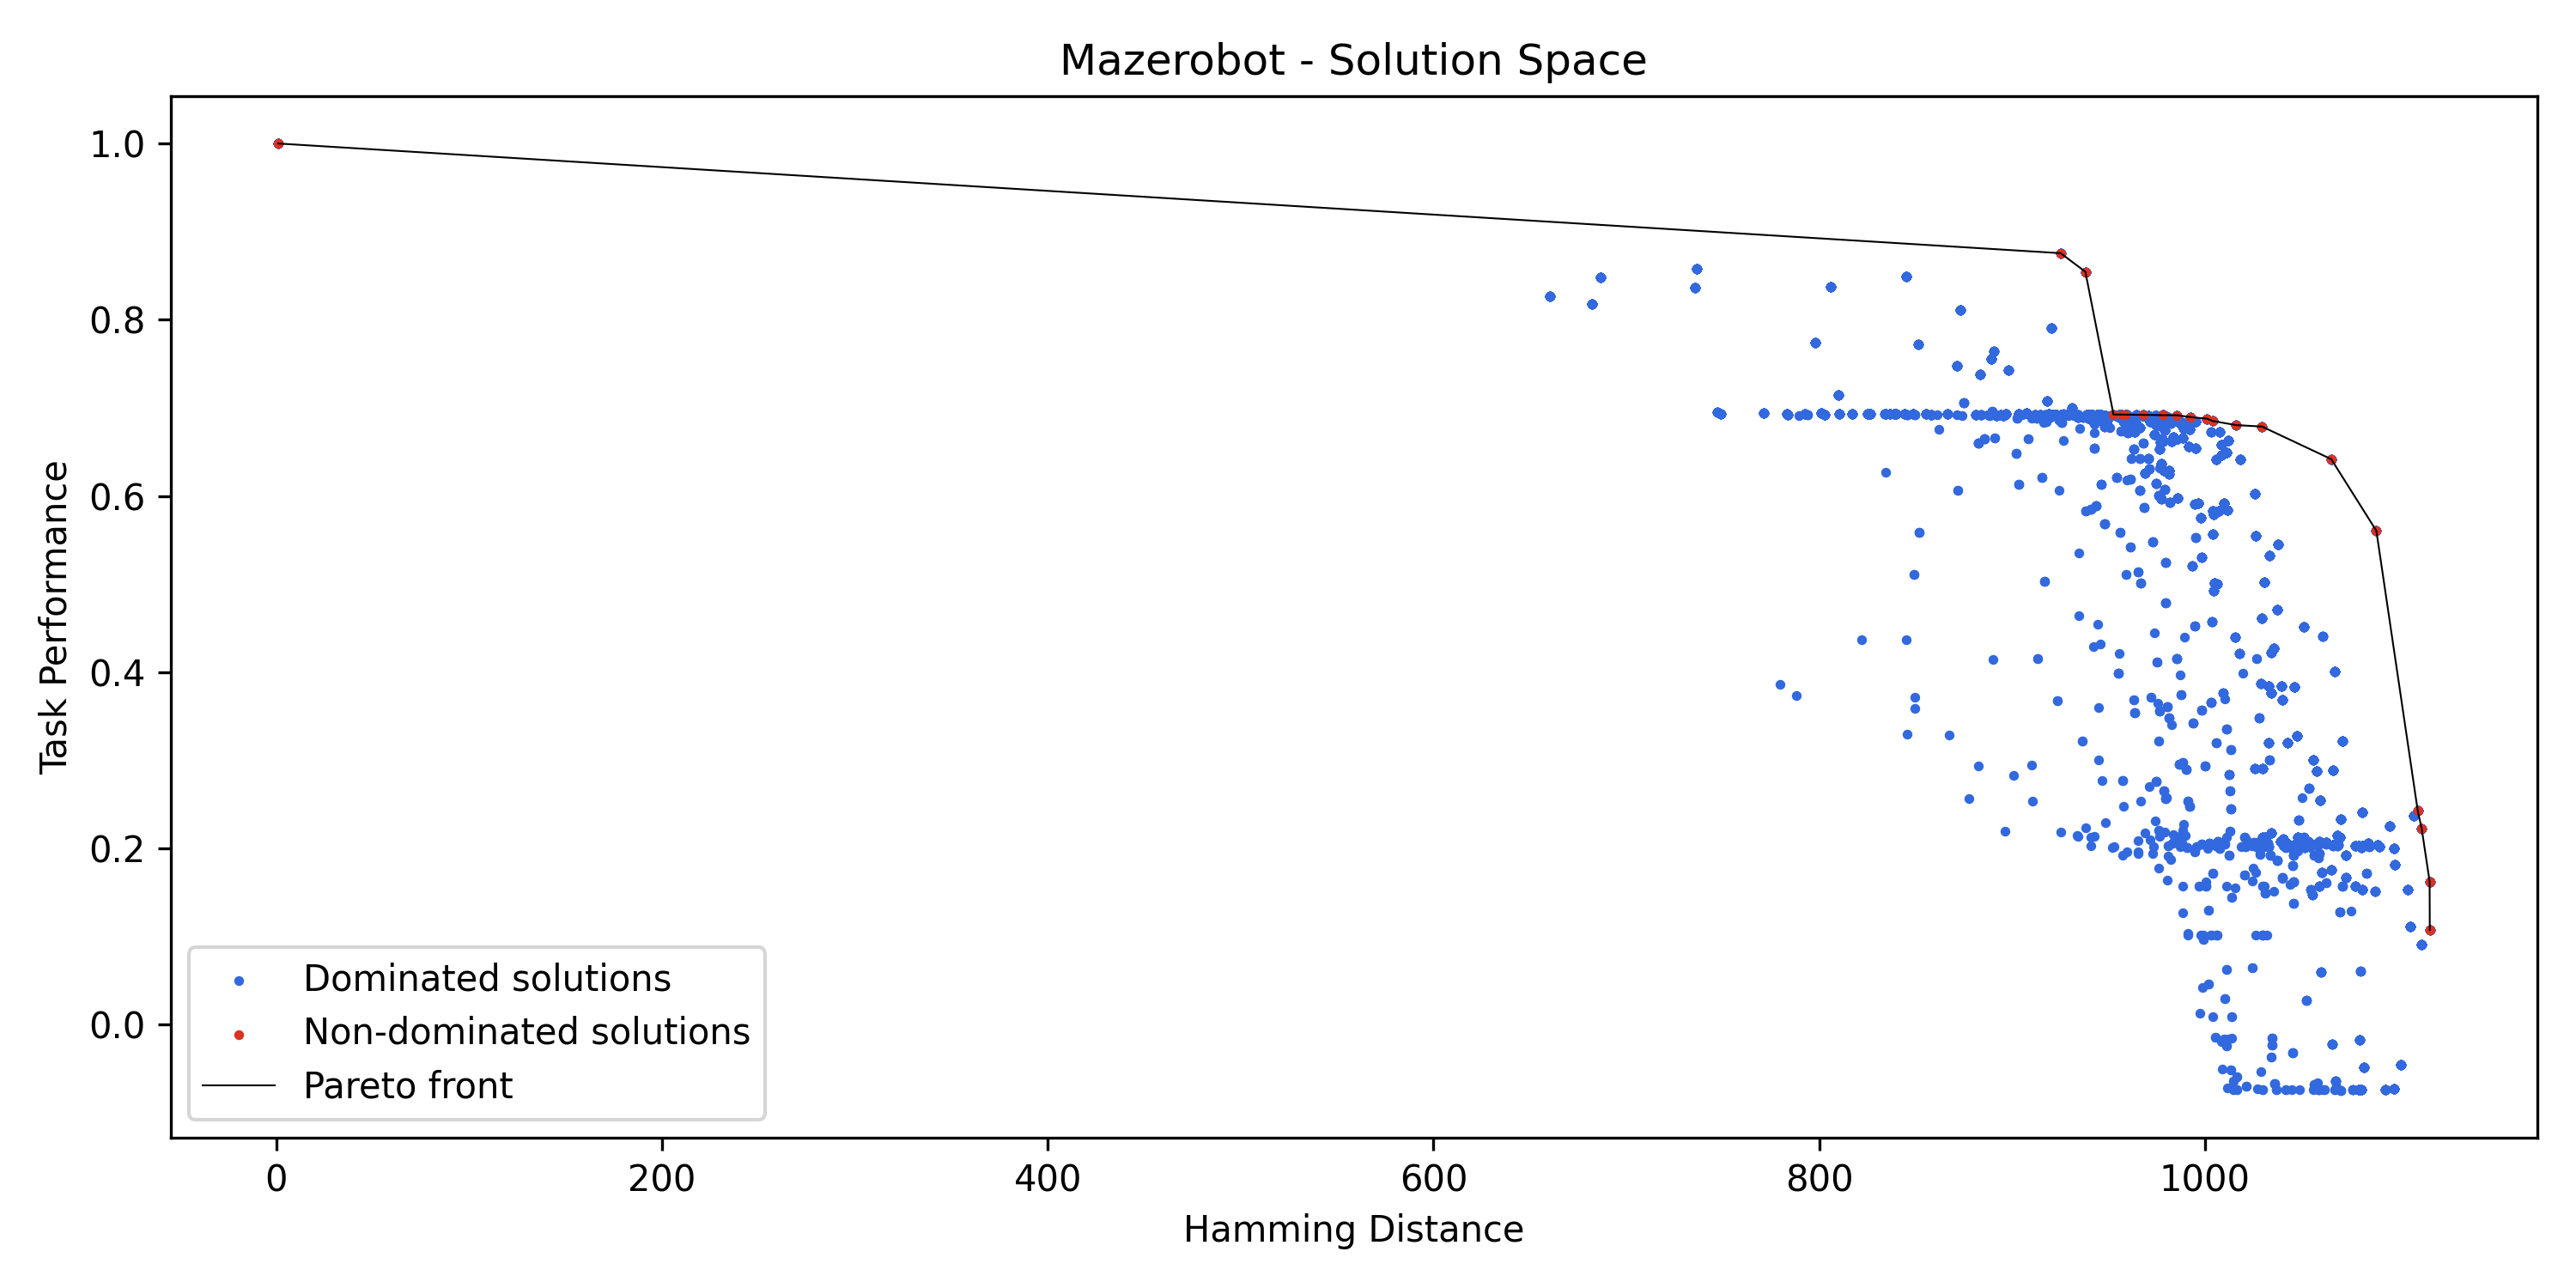 Mazerobot - Solution Space
1.0
0.8
0.6
0.4
0.2
0.0
Task Performance
Dominated solutions
Non-dominated solutions
Pareto front
0 200 400 600 800 1000
Hamming Distance